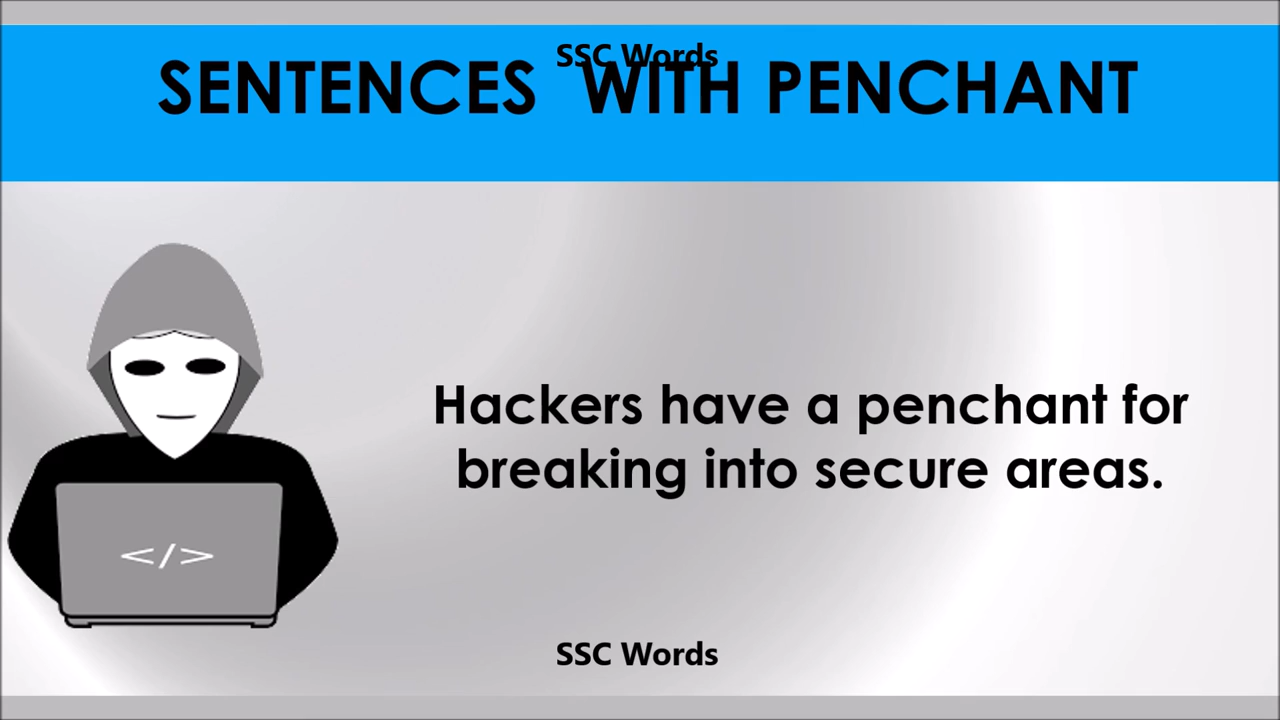 SSC Words
SENTENCES WITH PENCHANT
Hackers have a penchant for
breaking into secure areas.
</>
SSC Words